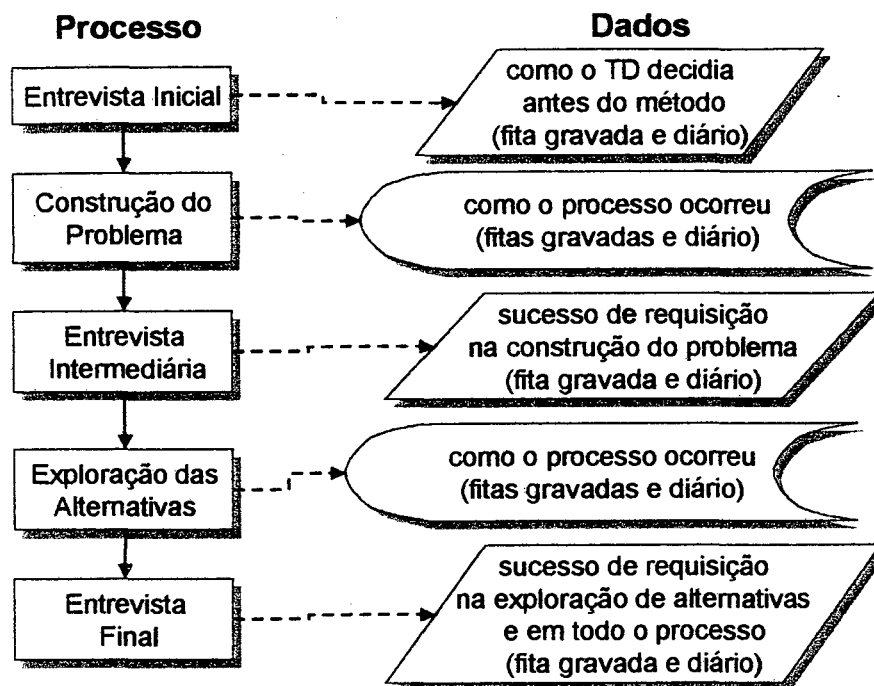 Processo
Dados
Entrevista Inicial
como o TD decidia
antes do método
(fita gravada e diário)
Construção do
Problema
como o processo ocorreu
(fitas gravadas e diário)
Entrevista
Intermediária
sucesso de requisição
na construção do problema
(fita gravada e diário)
Exploração das
Alternativas
como o processo ocorreu
(fitas gravadas e diário)
Entrevista
Final
sucesso de requisição
na exploração de alternativas
e em todo o processo
(fita gravada e diário)